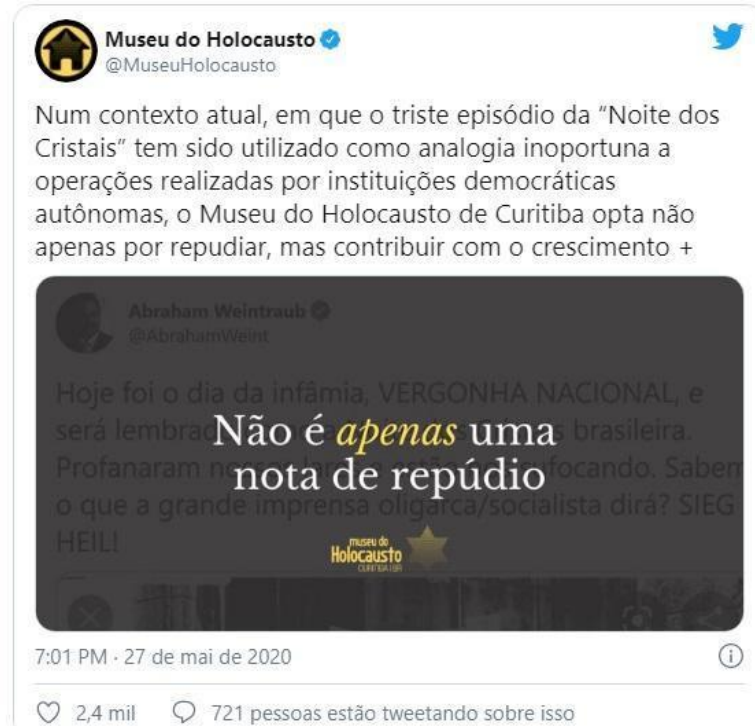 Museu do Holocausto
@MuseuHolocausto
Num contexto atual, em que o triste episódio da “Noite dos
Cristais” tem sido utilizado como analogia inoportuna a
operações realizadas por instituições democráticas
autônomas, o Museu do Holocausto de Curitiba opta não
apenas por repudiar, mas contribuir com o crescimento +
Abraham Weintraub
@AbrahamWeint
Hoje foi o dia da infâmia, VERGONHA NACIONAL, e
será brasileira.
Não é apenas uma
Profanaram sufocando. Sabem
nota de repúdio
o que a grande imprensa oligarca/socialista dirá? SIEG
HEIL!
museu do
Holocausto
CURITIBA
7:01 PM · 27 de mai de 2020
2,4 mil 721 pessoas estão tweetando sobre isso